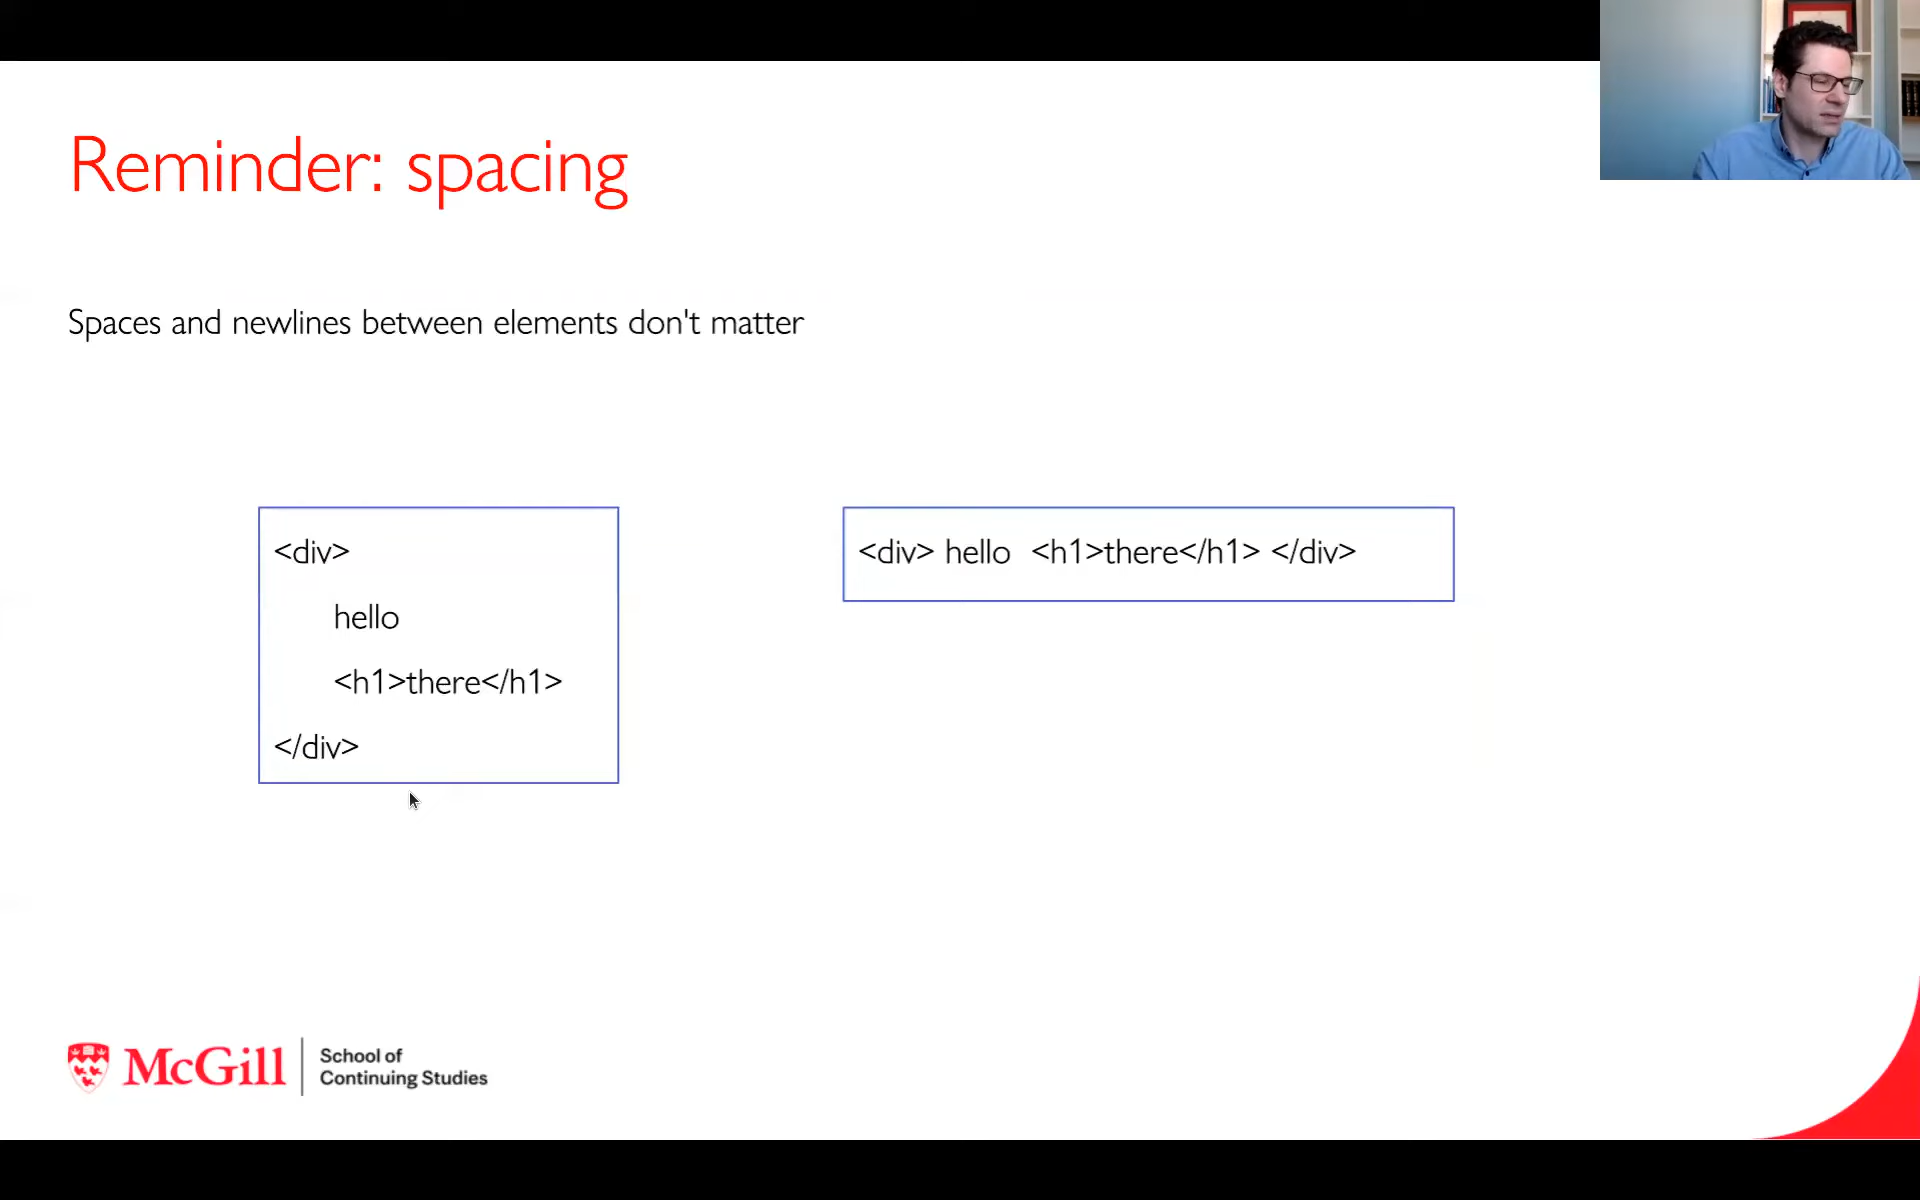 Reminder: spacing
Spaces and newlines between elements don't matter
<div>
hello
<h1>there</h1>
</div>
<div> hello  <h1>there</h1> </div>
McGill
School of
Continuing Studies